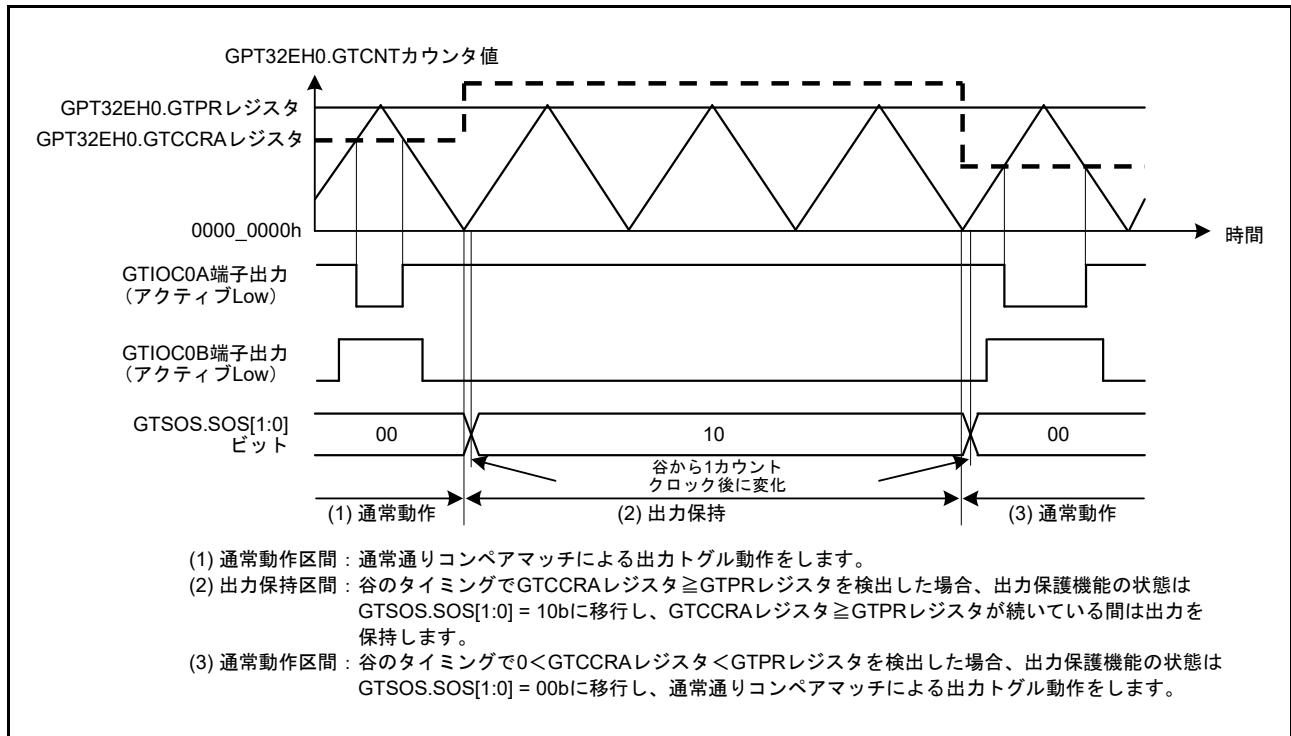 GPT32EH0.GTCNTカウンタ値
GPT32EH0.GTPRレジスタ
GPT32EH0.GTCCRAレジスタ
0000_0000h
時間
GTIOC0A端子出力
（アクティブLow）
GTIOC0B端子出力
（アクティブLow）
GTSOS.SOS[1:0]
ビット
00
10
00
谷から1カウント
クロック後に変化
(1) 通常動作
(2) 出力保持
(3) 通常動作
(1) 通常動作区間：通常通りコンペアマッチによる出力トグル動作をします。
(2) 出力保持区間：谷のタイミングでGTCCRAレジスタ≧GTPRレジスタを検出した場合、出力保護機能の状態は
GTSOS.SOS[1:0] = 10bに移行し、GTCCRAレジスタ≧GTPRレジスタが続いている間は出力を
保持します。
(3) 通常動作区間：谷のタイミングで0＜GTCCRAレジスタ＜GTPRレジスタを検出した場合、出力保護機能の状態は
GTSOS.SOS[1:0] = 00bに移行し、通常通りコンペアマッチによる出力トグル動作をします。